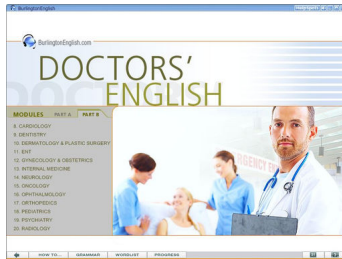 BurlingtonEnglish
BurlingtonEnglish.com
DOCTORS'
ENGLISH
MODULES PART A PART B
8. CARDIOLOGY
9. DENTISTRY
10. DERMATOLOGY & PLASTIC SURGERY
11. ENT
12. GYNECOLOGY & OBSTETRICS
13. INTERNAL MEDICINE
14. NEUROLOGY
15. ONCOLOGY
16. OPHTHALMOLOGY
17. ORTHOPEDICS
18. PEDIATRICS
19. PSYCHIATRY
20. RADIOLOGY
HOW TO... GRAMMAR WORDLIST PROGRESS